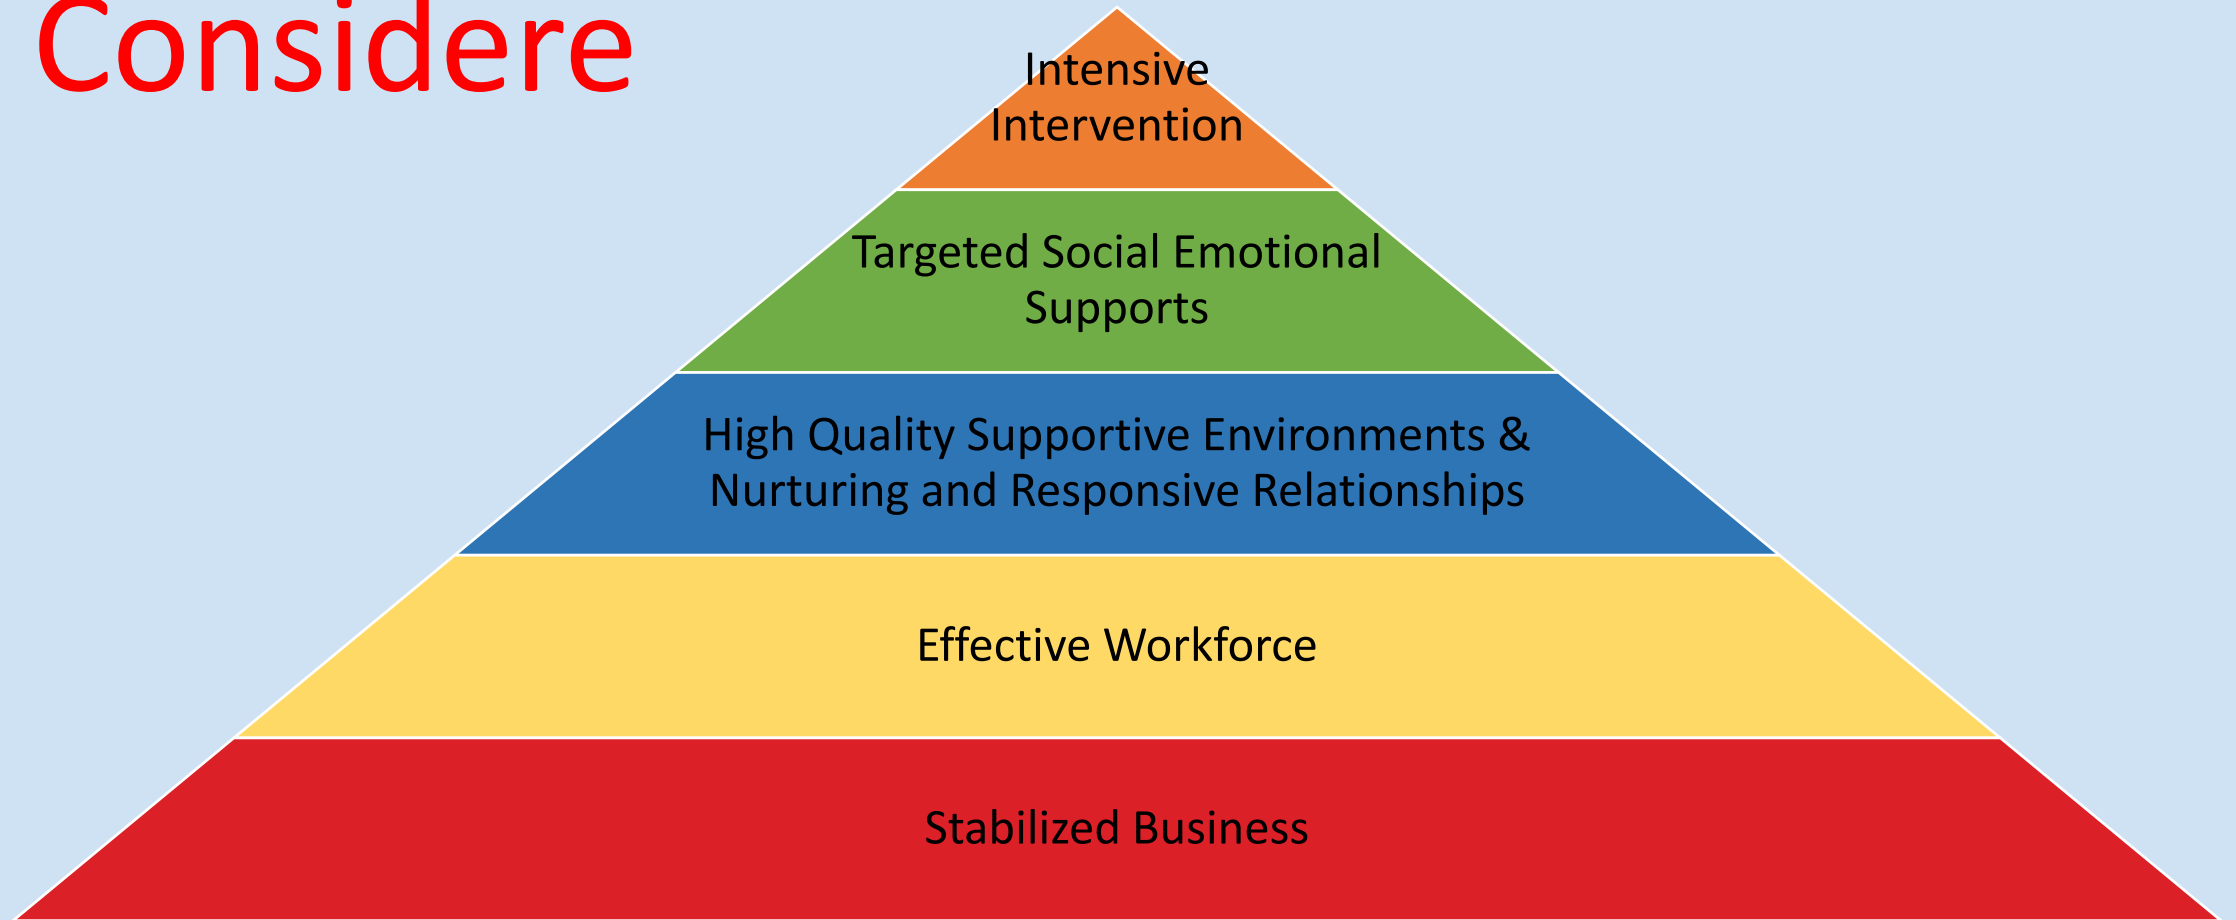 Considere
Intensive
Intervention
Targeted Social Emotional
Supports
High Quality Supportive Environments &
Nurturing and Responsive Relationships
Effective Workforce
Stabilized Business